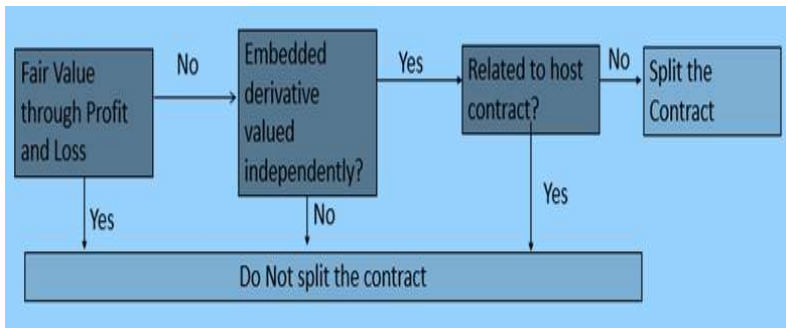 Fair Value
through Profit
and Loss
No
Embedded
derivative
valued
independently?
Yes
Related to host
contract?
No
Split the
Contract
Yes
No
Yes
Do Not split the contract